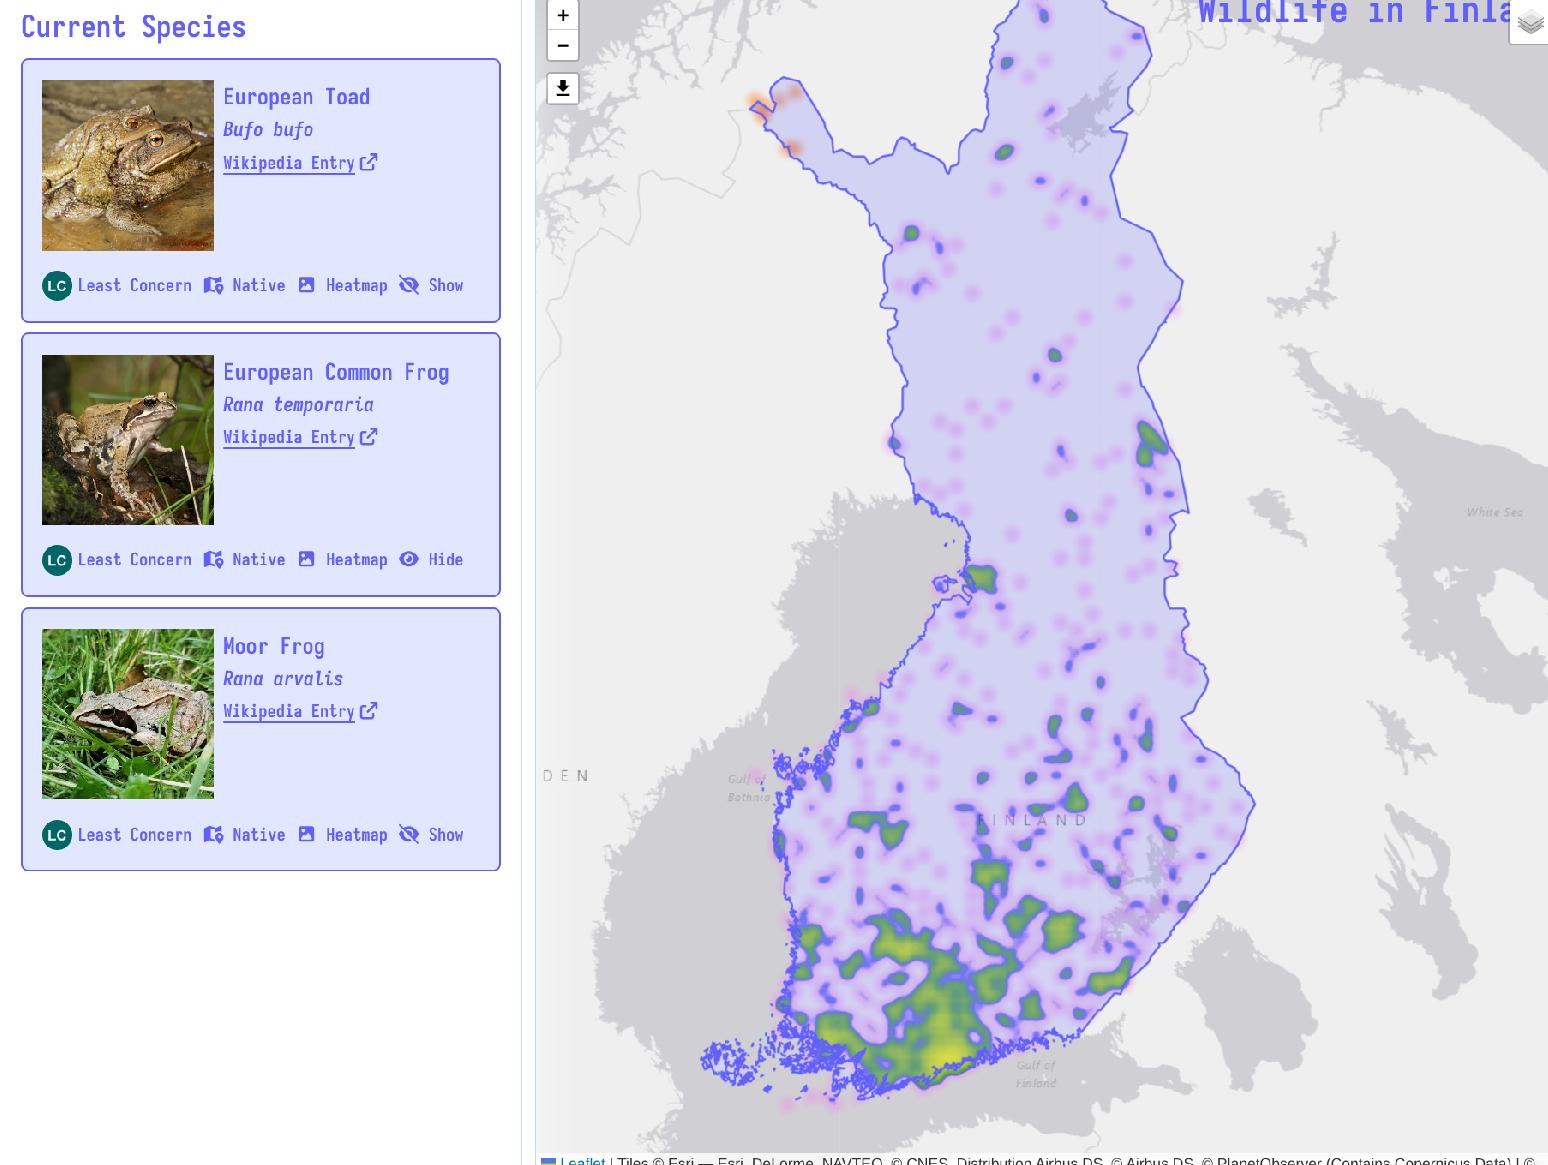 Current Species
European Toad
Bufo bufo
Wikipedia Entry
LC Least Concern Native Heatmap Show
European Common Frog
Rana temporaria
Wikipedia Entry
LC Least Concern Native Heatmap Hide
Moor Frog
Rana arvalis
Wikipedia Entry
LC Least Concern Native Heatmap Show
+
−
Wildlife in Finla
White Sea
DEN
Gulf of
Bothnia
FINLAND
Gulf of
Finland
Leaflet | Tiles © Esri — Esri, DeLorme, NAVTEQ, © CNES, Distribution Airbus DS, © Airbus DS, © PlanetObserver (Contains Copernicus Data) | ©